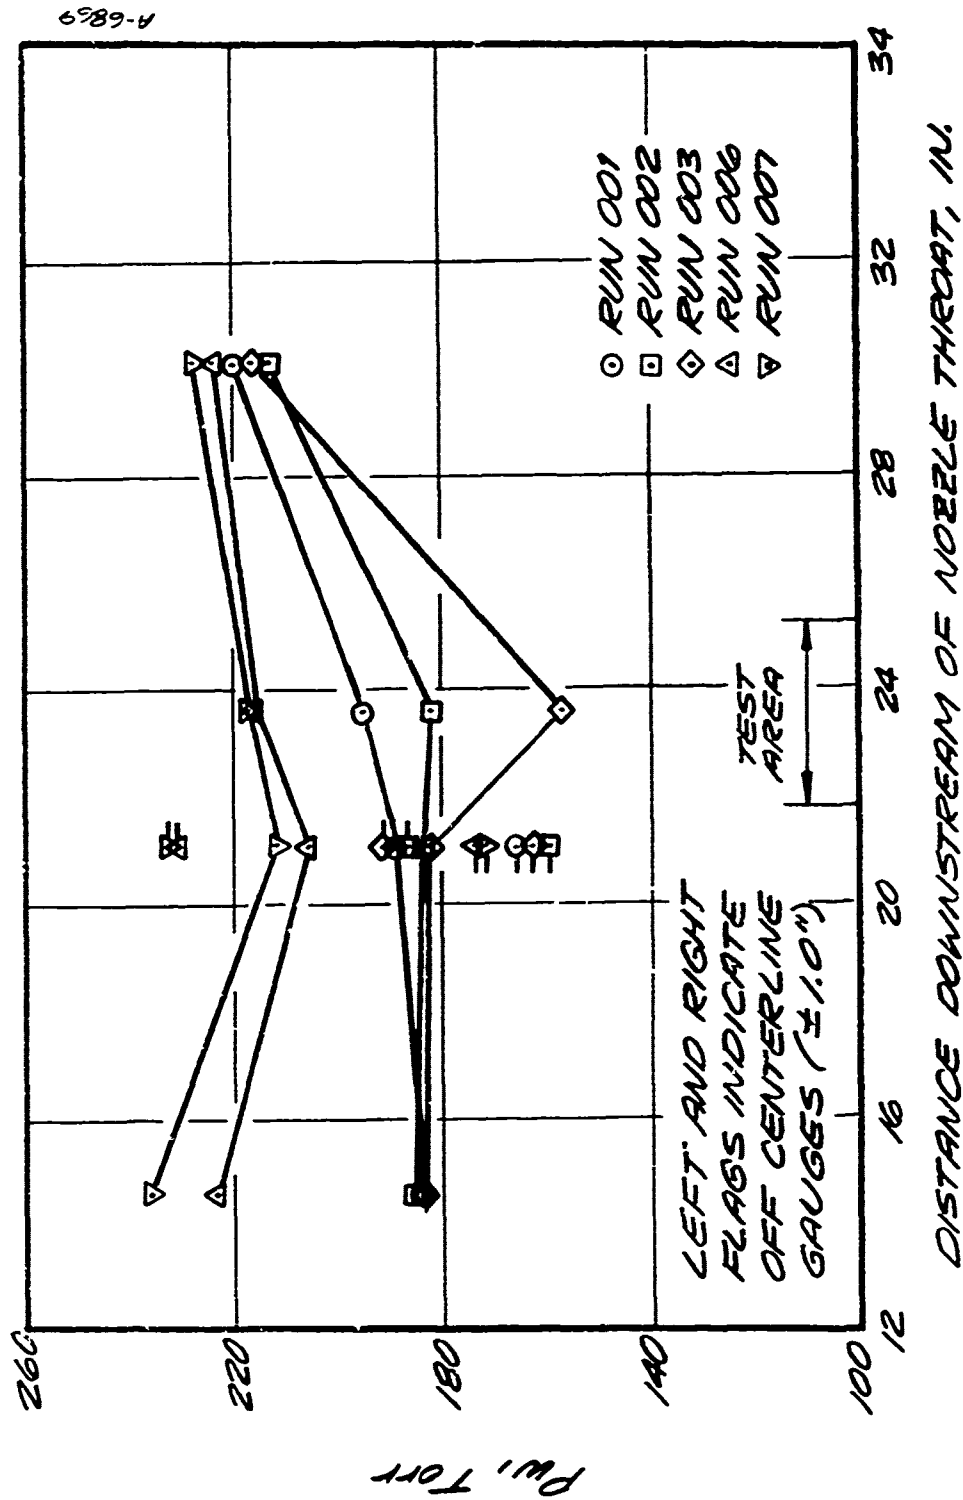 A-6859
Pw, Torr
260
220
180
140
100
12
16
20
24
28
32
34
RUN 001
RUN 002
RUN 003
RUN 006
RUN 007
TEST
AREA
LEFT AND RIGHT
FLAGS INDICATE
OFF CENTERLINE
GAUGES (±1.0")
DISTANCE DOWNSTREAM OF NOZZLE THROAT, IN.